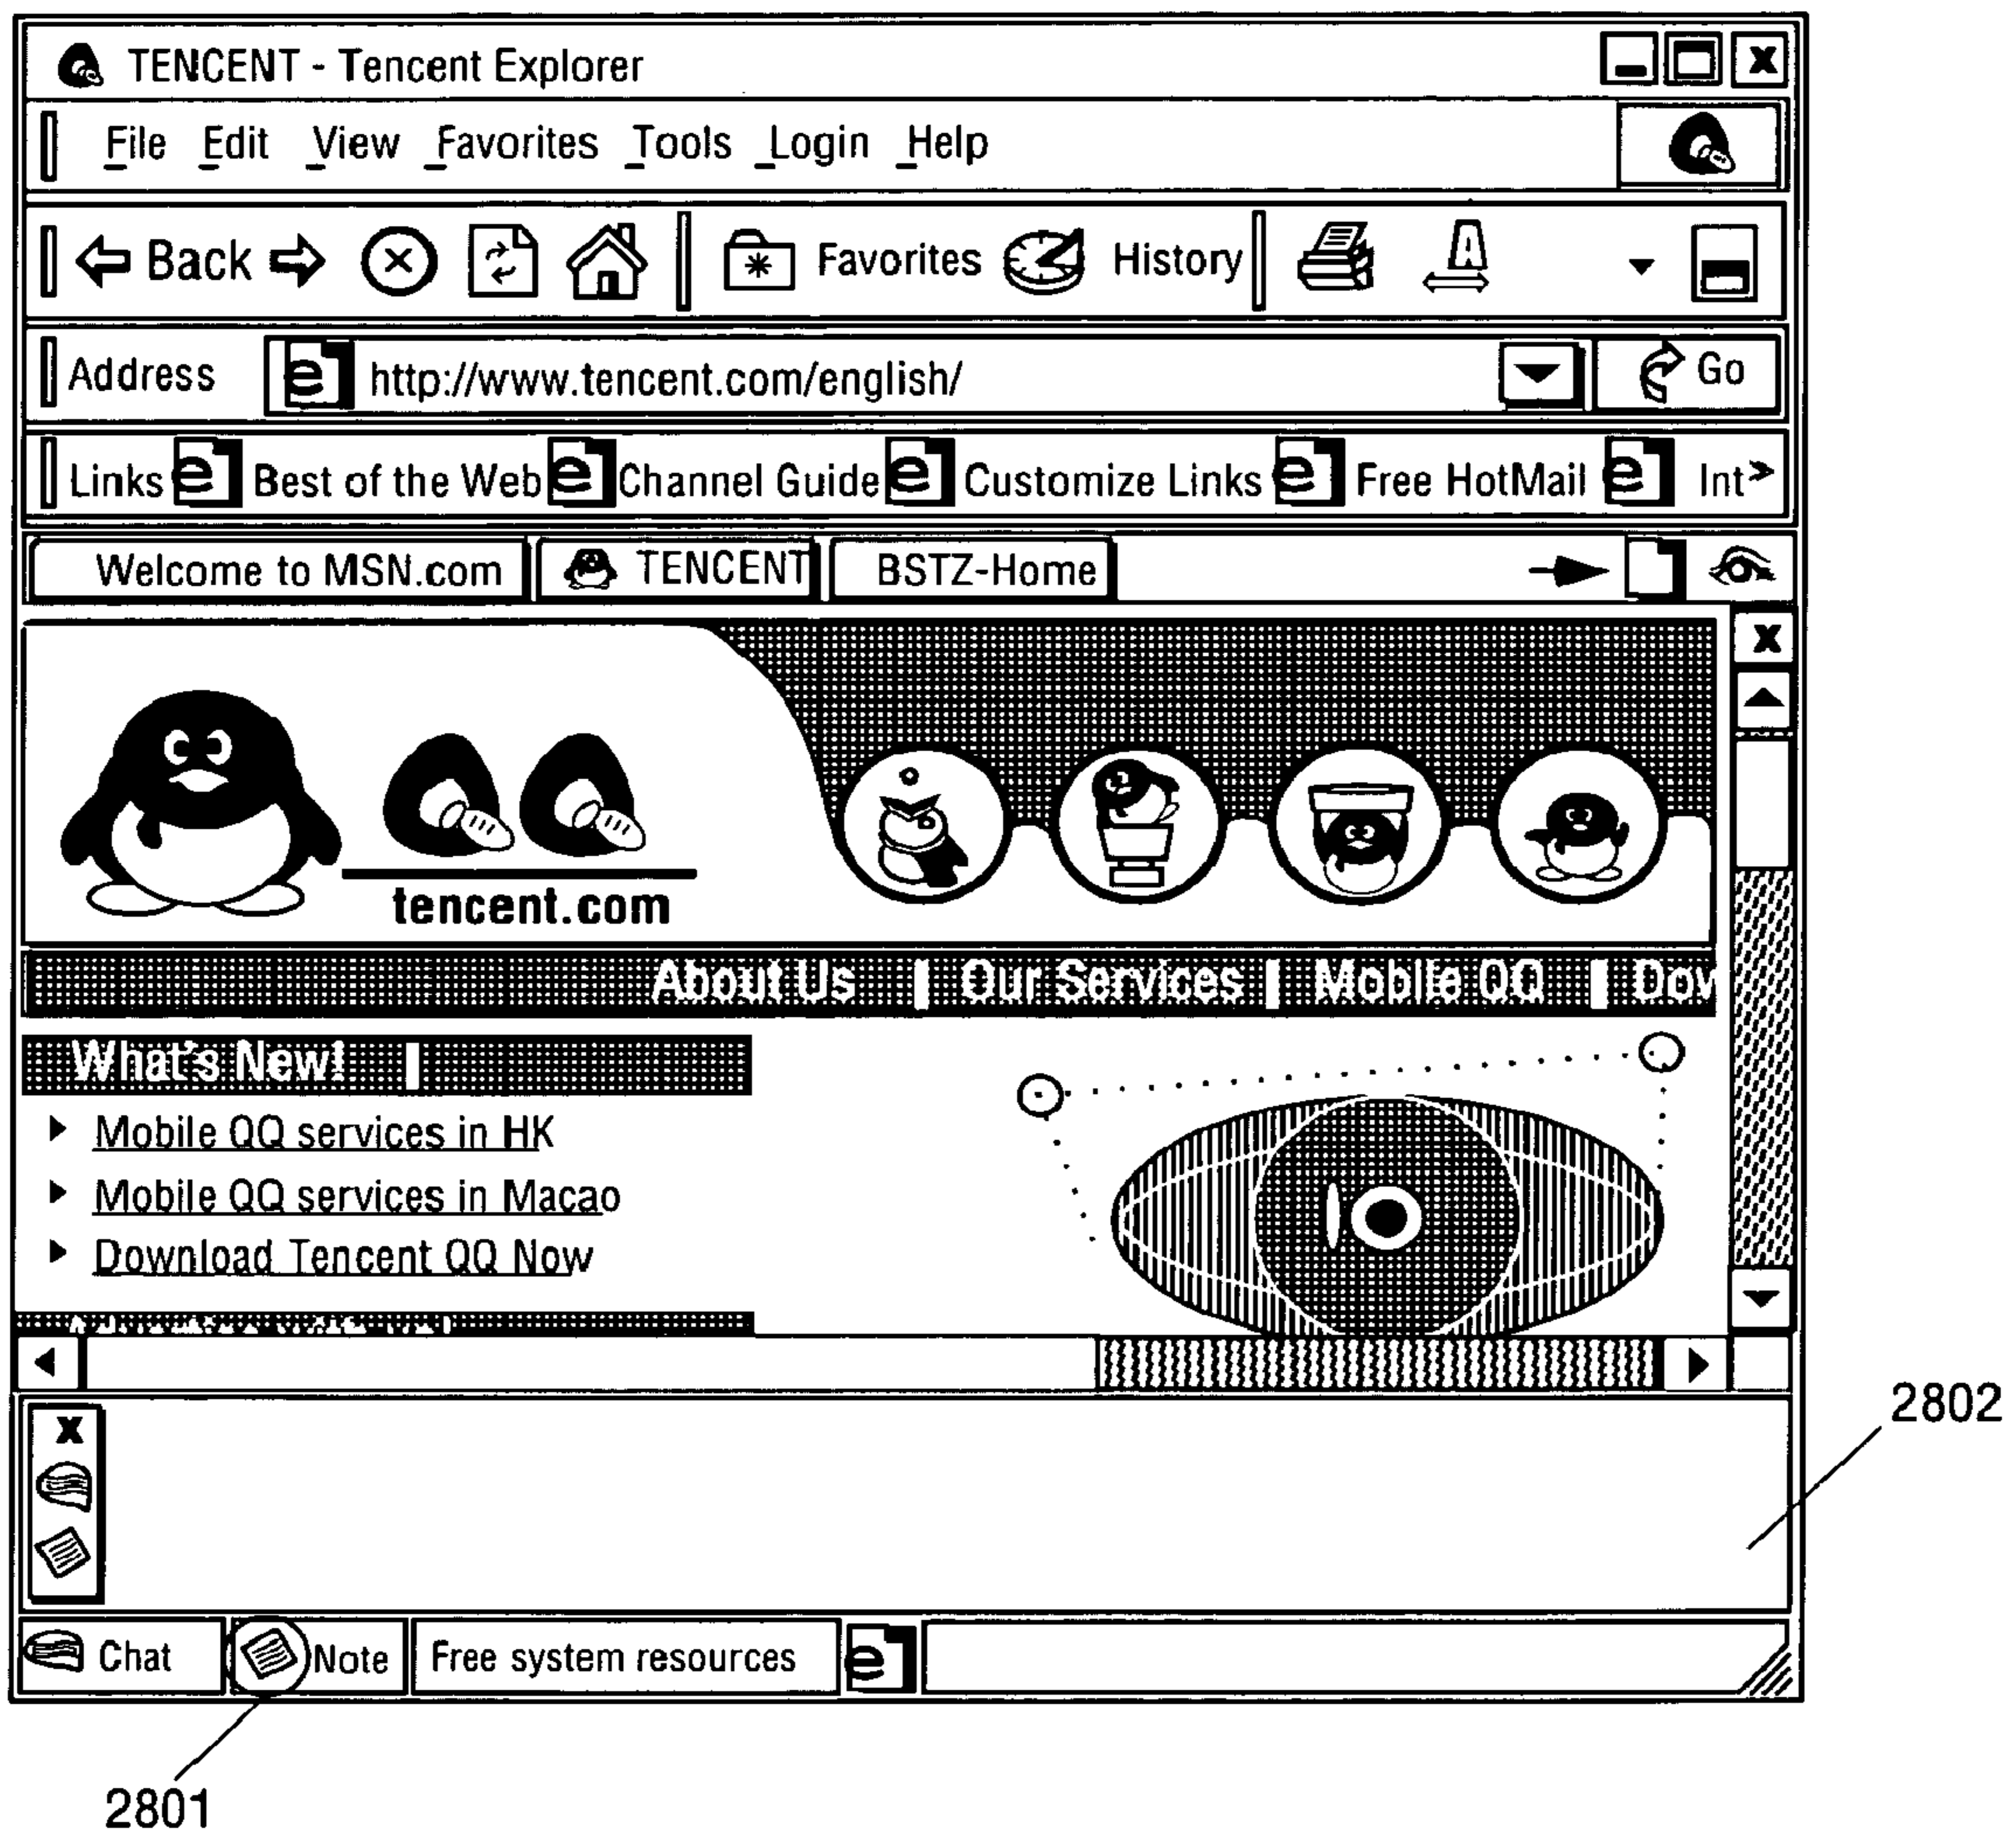 TENCENT - Tencent Explorer
File Edit View Favorites Tools Login Help
Back Favorites History
Address http://www.tencent.com/english/ Go
Links Best of the Web Channel Guide Customize Links Free HotMail Int
Welcome to MSN.com TENCENT BSTZ-Home
tencent.com
About Us Our Services Mobile QQ Dow
What's New!
Mobile QQ services in HK
Mobile QQ services in Macao
Download Tencent QQ Now
2802
Chat Note Free system resources
2801